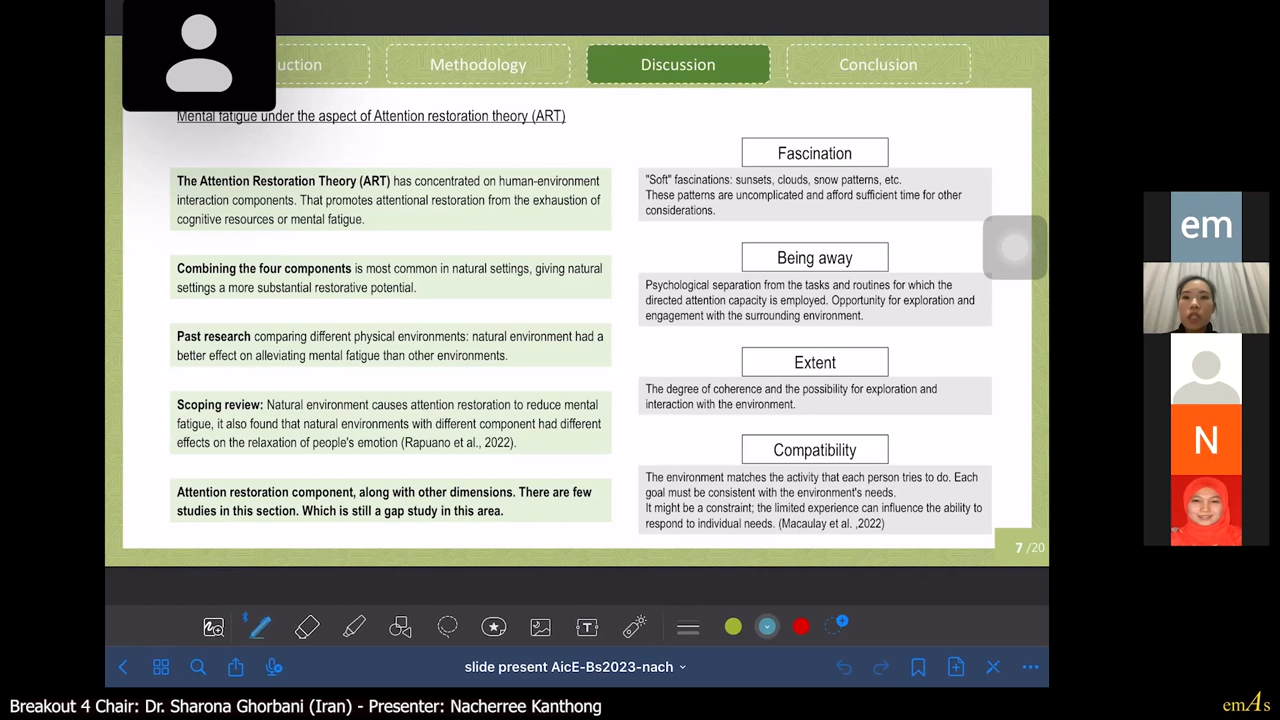 uction
Methodology
Discussion
Conclusion
Mental fatigue under the aspect of Attention restoration theory (ART)
The Attention Restoration Theory (ART) has concentrated on human-environment
interaction components. That promotes attentional restoration from the exhaustion of
cognitive resources or mental fatigue.
Combining the four components is most common in natural settings, giving natural
settings a more substantial restorative potential.
Past research comparing different physical environments: natural environment had a
better effect on alleviating mental fatigue than other environments.
Scoping review: Natural environment causes attention restoration to reduce mental
fatigue, it also found that natural environments with different component had different
effects on the relaxation of people's emotion (Rapuano et al., 2022).
Attention restoration component, along with other dimensions. There are few
studies in this section. Which is still a gap study in this area.
Fascination
"Soft" fascinations: sunsets, clouds, snow patterns, etc.
These patterns are uncomplicated and afford sufficient time for other
considerations.
Being away
Psychological separation from the tasks and routines for which the
directed attention capacity is employed. Opportunity for exploration and
engagement with the surrounding environment.
Extent
The degree of coherence and the possibility for exploration and
interaction with the environment.
Compatibility
The environment matches the activity that each person tries to do. Each
goal must be consistent with the environment's needs.
It might be a constraint; the limited experience can influence the ability to
respond to individual needs. (Macaulay et al. ,2022)
7 /20
em
N
T
slide present AicE-Bs2023-nach
Breakout 4 Chair: Dr. Sharona Ghorbani (Iran) - Presenter: Nacherree Kanthong
emAs